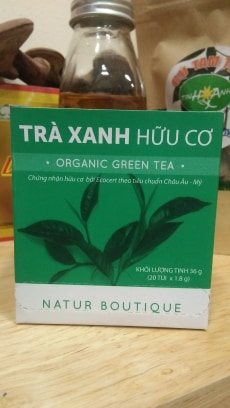 TRÀ XANH HỮU CƠ
• ORGANIC GREEN TEA •
Chứng nhận hữu cơ bởi Ecocert theo tiêu chuẩn Châu Âu - Mỹ
KHỐI LƯỢNG TỊNH 36 g
(20 TÚI x 1.8 g)
NATUR BOUTIQUE